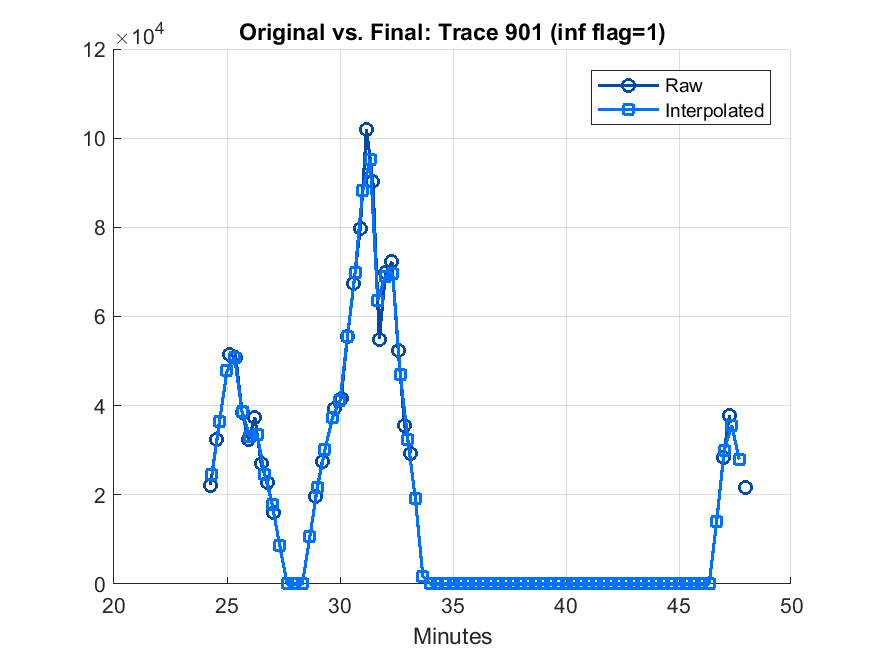 Original vs. Final: Trace 901 (inf flag=1)
×10⁴
Raw
Interpolated
12
10
8
6
4
2
0
20 25 30 35 40 45 50
Minutes